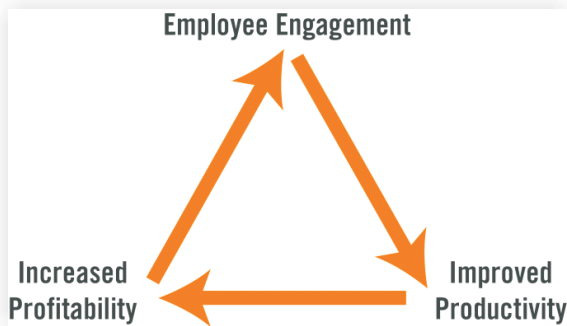 Employee Engagement
Increased
Profitability
Improved
Productivity